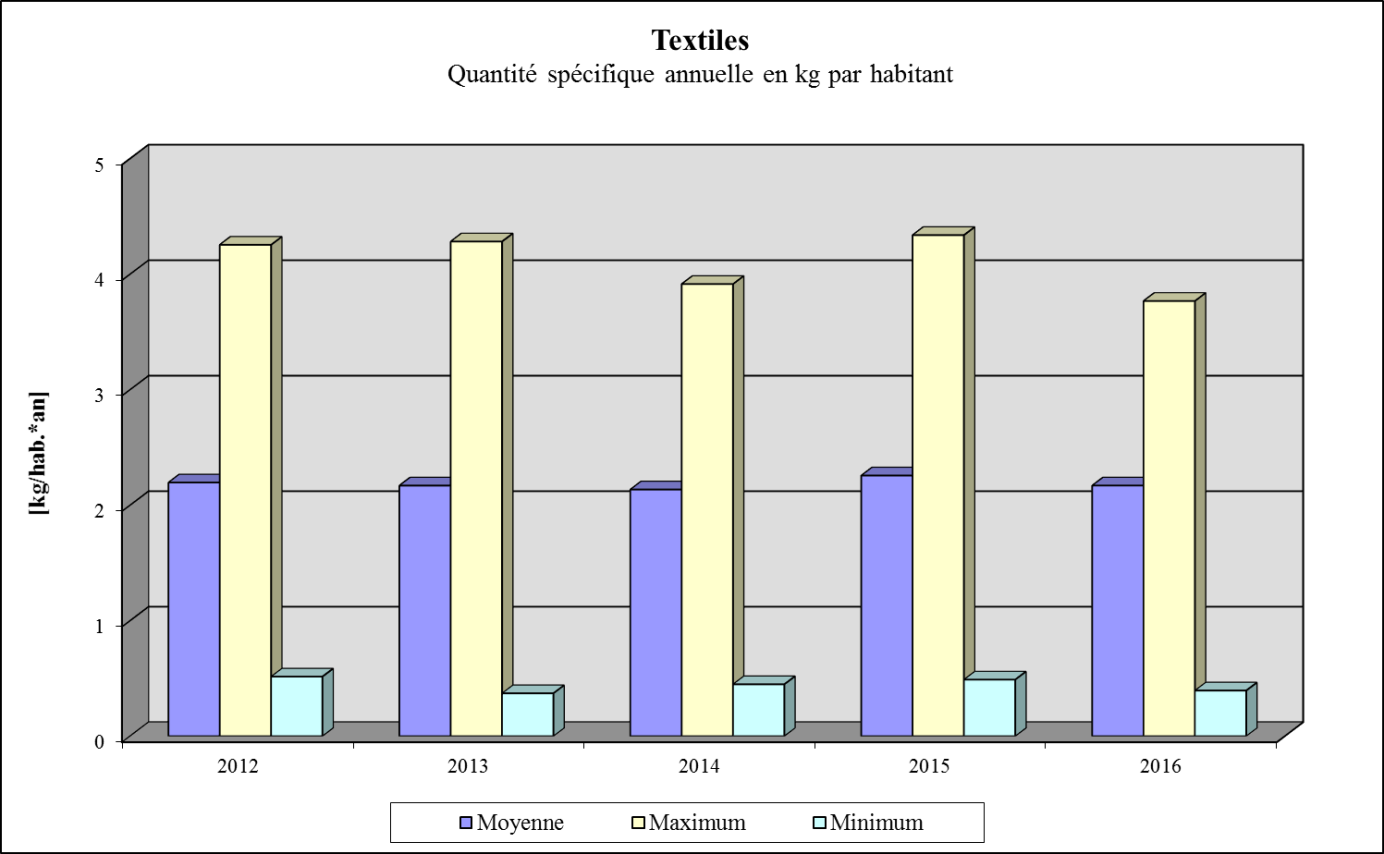 Textiles
Quantité spécifique annuelle en kg par habitant
[kg/hab.*an]
5
4
3
2
1
0
2012 2013 2014 2015 2016
Moyenne Maximum Minimum